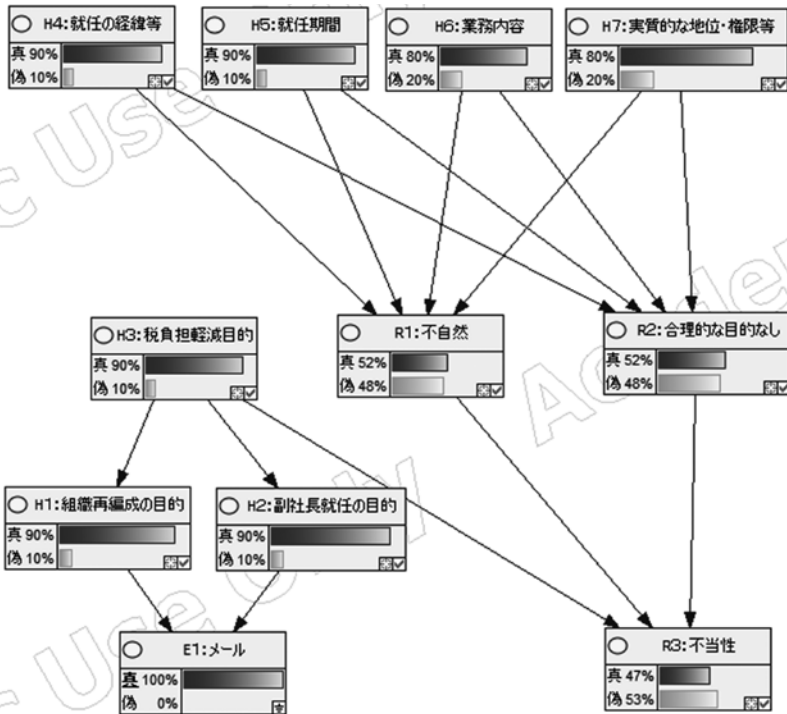 H4:就任の経緯等
真 90%
偽 10%
H5:就任期間
真 90%
偽 10%
H6:業務内容
真 80%
偽 20%
H7:実質的な地位・権限等
真 80%
偽 20%
H3:税負担軽減目的
真 90%
偽 10%
R1:不自然
真 52%
偽 48%
R2:合理的な目的なし
真 52%
偽 48%
H1:組織再編成の目的
真 90%
偽 10%
H2:副社長就任の目的
真 90%
偽 10%
E1:メール
真 100%
偽 0%
R3:不当性
真 47%
偽 53%
c Use
Academ
c Use Only